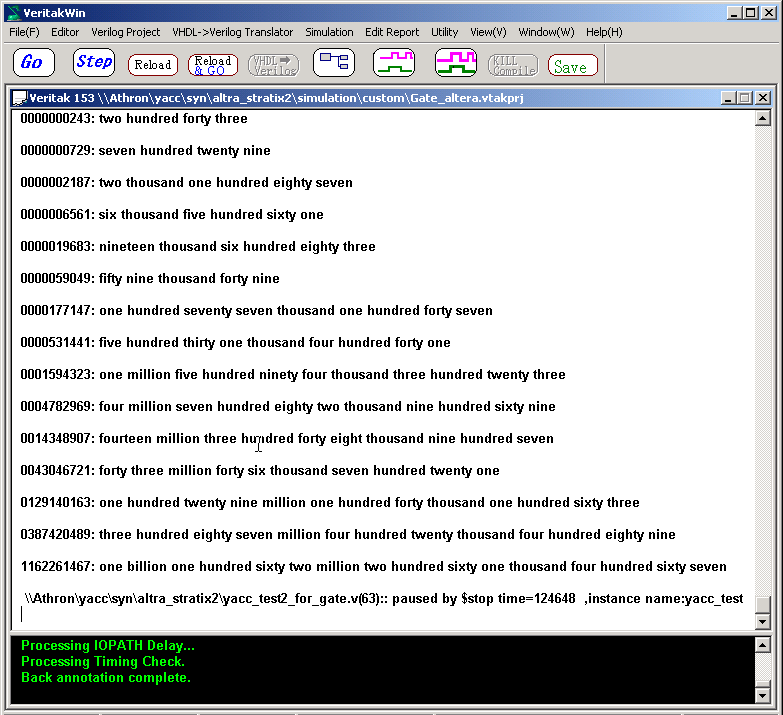 VeritakWin
File(F) Editor Verilog Project VHDL->Verilog Translator Simulation Edit Report Utility View(V) Window(W) Help(H)
Go Step Reload Reload & GO VHDL Verilog KILL Compile Save
Veritak 153 \\Athron\yacc\syn\altra_stratix2\simulation\custom\Gate_altera.vtakprj
0000000243: two hundred forty three
0000000729: seven hundred twenty nine
0000002187: two thousand one hundred eighty seven
0000006561: six thousand five hundred sixty one
0000019683: nineteen thousand six hundred eighty three
0000059049: fifty nine thousand forty nine
0000177147: one hundred seventy seven thousand one hundred forty seven
0000531441: five hundred thirty one thousand four hundred forty one
0001594323: one million five hundred ninety four thousand three hundred twenty three
0004782969: four million seven hundred eighty two thousand nine hundred sixty nine
0014348907: fourteen million three hundred forty eight thousand nine hundred seven
0043046721: forty three million forty six thousand seven hundred twenty one
0129140163: one hundred twenty nine million one hundred forty thousand one hundred sixty three
0387420489: three hundred eighty seven million four hundred twenty thousand four hundred eighty nine
1162261467: one billion one hundred sixty two million two hundred sixty one thousand four hundred sixty seven
\\Athron\yacc\syn\altra_stratix2\yacc_test2_for_gate.v(63):: paused by $stop time=124648 ,instance name:yacc_test
Processing IOPATH Delay...
Processing Timing Check.
Back annotation complete.